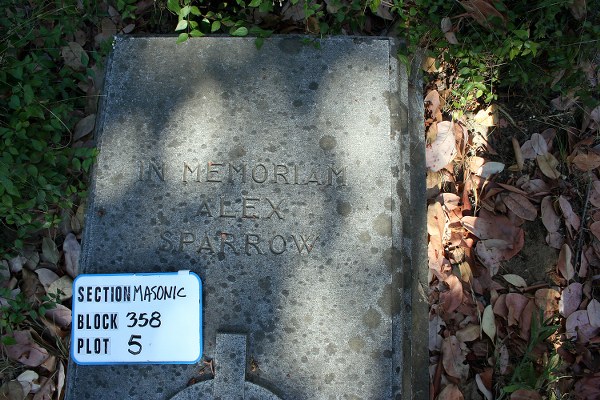 IN MEMORIAM
ALEX
SPARROW
SECTION MASONIC
BLOCK 358
PLOT 5